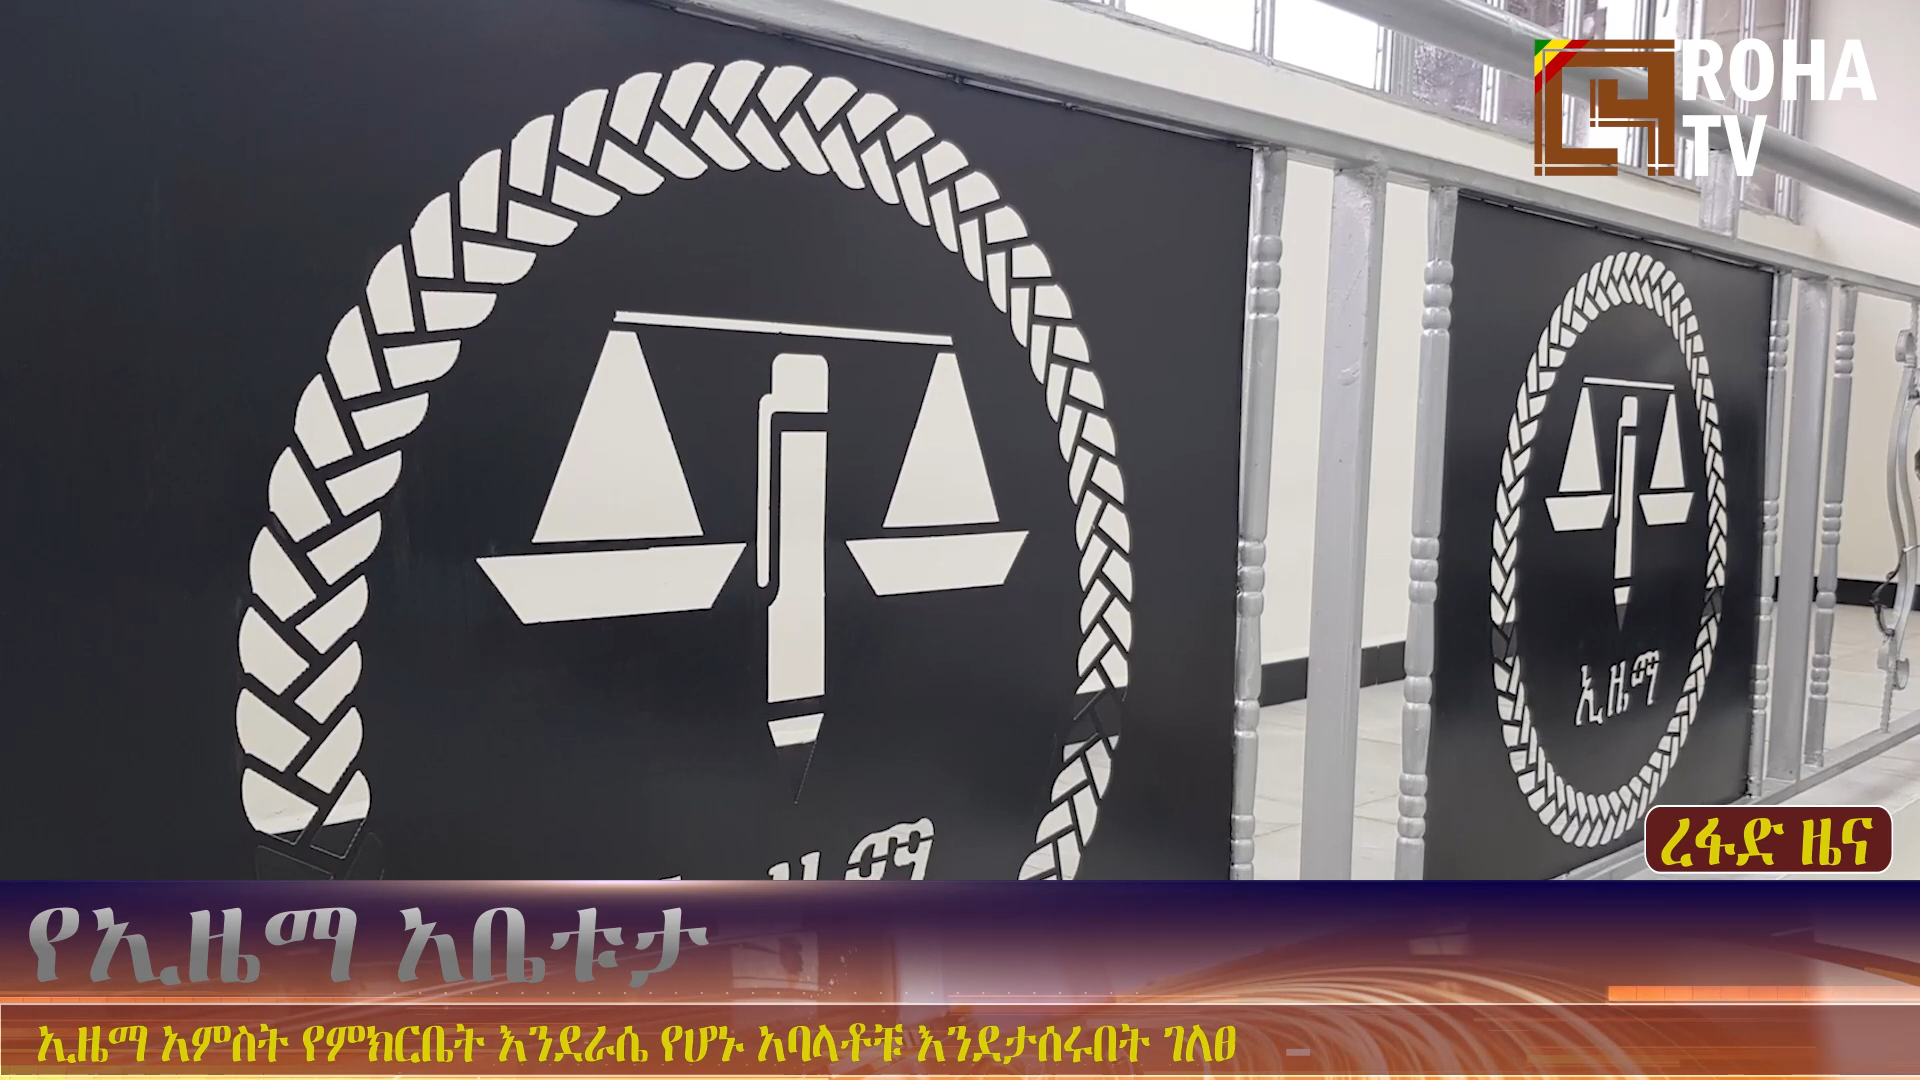 ROHA
TV
ኢዜማ
ረፋድ ዜና
የኢዜማ አቤቱታ
ኢዜማ አምስት የምክርቤት እንደራሴ የሆኑ አባላቶቹ እንደታሰሩበት ገለፀ